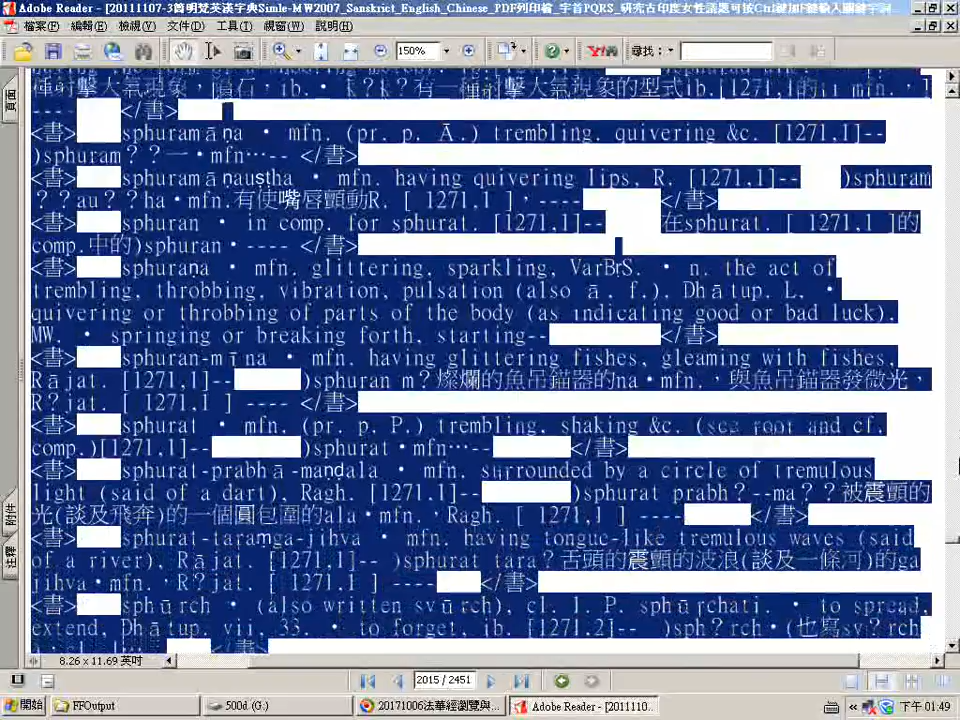 Adobe Reader - [20111107-3簡明梵英漢字典Simle-MW2007_Sanskrict_English_Chinese_PDF列印檔_字首PQRS_研究古印度女性議題可按Ctrl鍵加F鍵輸入關鍵字詞
檔案(F) 編輯(E) 檢視(V) 文件(D) 工具(T) 視窗(W) 說明(H)
150% 尋找：
頁面
種射擊大氣現象，隕石，ib.• k?k?有一種射擊大氣現象的型式ib.[1271,1的
---- </書>
<書> sphuramāṇa • mfn. (pr. p. Ā.) trembling, quivering &c. [1271,1]--
)sphuram？？一•mfn…-- </書>
<書> sphuramāṇauṣṭha • mfn. having quivering lips, R. [1271,1]-- )sphuram
？？au？？ha•mfn.有使嘴唇顫動R. [ 1271,1 ]，---- </書>
<書> sphuran • in comp. for sphurat. [1271,1]-- 在sphurat. [ 1271,1 ]的
comp.中的)sphuran•---- </書>
<書> sphuraṇa • mfn. glittering, sparkling, VarBṛS. • n. the act of
trembling, throbbing, vibration, pulsation (also ā, f.), Dhātup. L. •
quivering or throbbing of parts of the body (as indicating good or bad luck),
MW. • springing or breaking forth, starting-- </書>
<書> sphuran-mīna • mfn. having glittering fishes, gleaming with fishes,
Rājat. [1271,1]-- )sphuran m？燦爛的魚吊錨器的na•mfn.，與魚吊錨器發微光，
R？jat. [ 1271,1 ] ---- </書>
<書> sphurat • mfn. (pr. p. P.) trembling, shaking &c. (see root and cf.
comp.)[1271,1]-- )sphurat•mfn…-- </書>
<書> sphurat-prabhā-maṇḍala • mfn. surrounded by a circle of tremulous
light (said of a dart), Ragh. [1271,1]-- )sphurat prabh？--ma？？被震顫的
光(談及飛奔)的一個圓包圍的ala•mfn.，Ragh. [ 1271,1 ] ---- </書>
<書> sphurat-taraṃga-jihva • mfn. having tongue-like tremulous waves (said
of a river), Rājat. [1271,1]-- )sphurat tara？舌頭的震顫的波浪(談及一條河)的ga
jihva•mfn.，R？jat. [ 1271,1 ] ---- </書>
<書> sphūrch • (also written svūrch), cl. 1. P. sphūrchati, • to spread,
extend, Dhātup. vii, 33. • to forget, ib. [1271,2]-- )sph？rch•(也寫sv？rch
附件
注釋
8.26 x 11.69 英吋
2015 / 2451
開始 FFOutput 500d (G:) 20171006法華經瀏覽與... Adobe Reader - [2011110... 下午 01:49